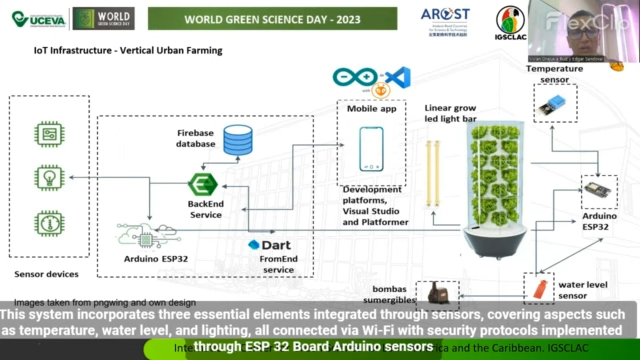 UCEVA
WORLD
GREEN SCIENCE DAY
WORLD GREEN SCIENCE DAY - 2023
AROST
IGSCLAC
FlexClip
IoT Infrastructure - Vertical Urban Farming
Temperature
sensor
Mobile app
Linear grow
led light bar
Firebase
database
BackEnd
Service
Development
platforms,
Visual Studio
and Platformer
Arduino
ESP32
Dart
FromEnd
service
Arduino ESP32
Sensor devices
bombas
sumergibles
water level
sensor
Images taken from pngwing and own design
This system incorporates three essential elements integrated through sensors, covering aspects such
as temperature, water level, and lighting, all connected via Wi-Fi with security protocols implemented
through ESP 32 Board Arduino sensors
and the Caribbean. IGSCLAC